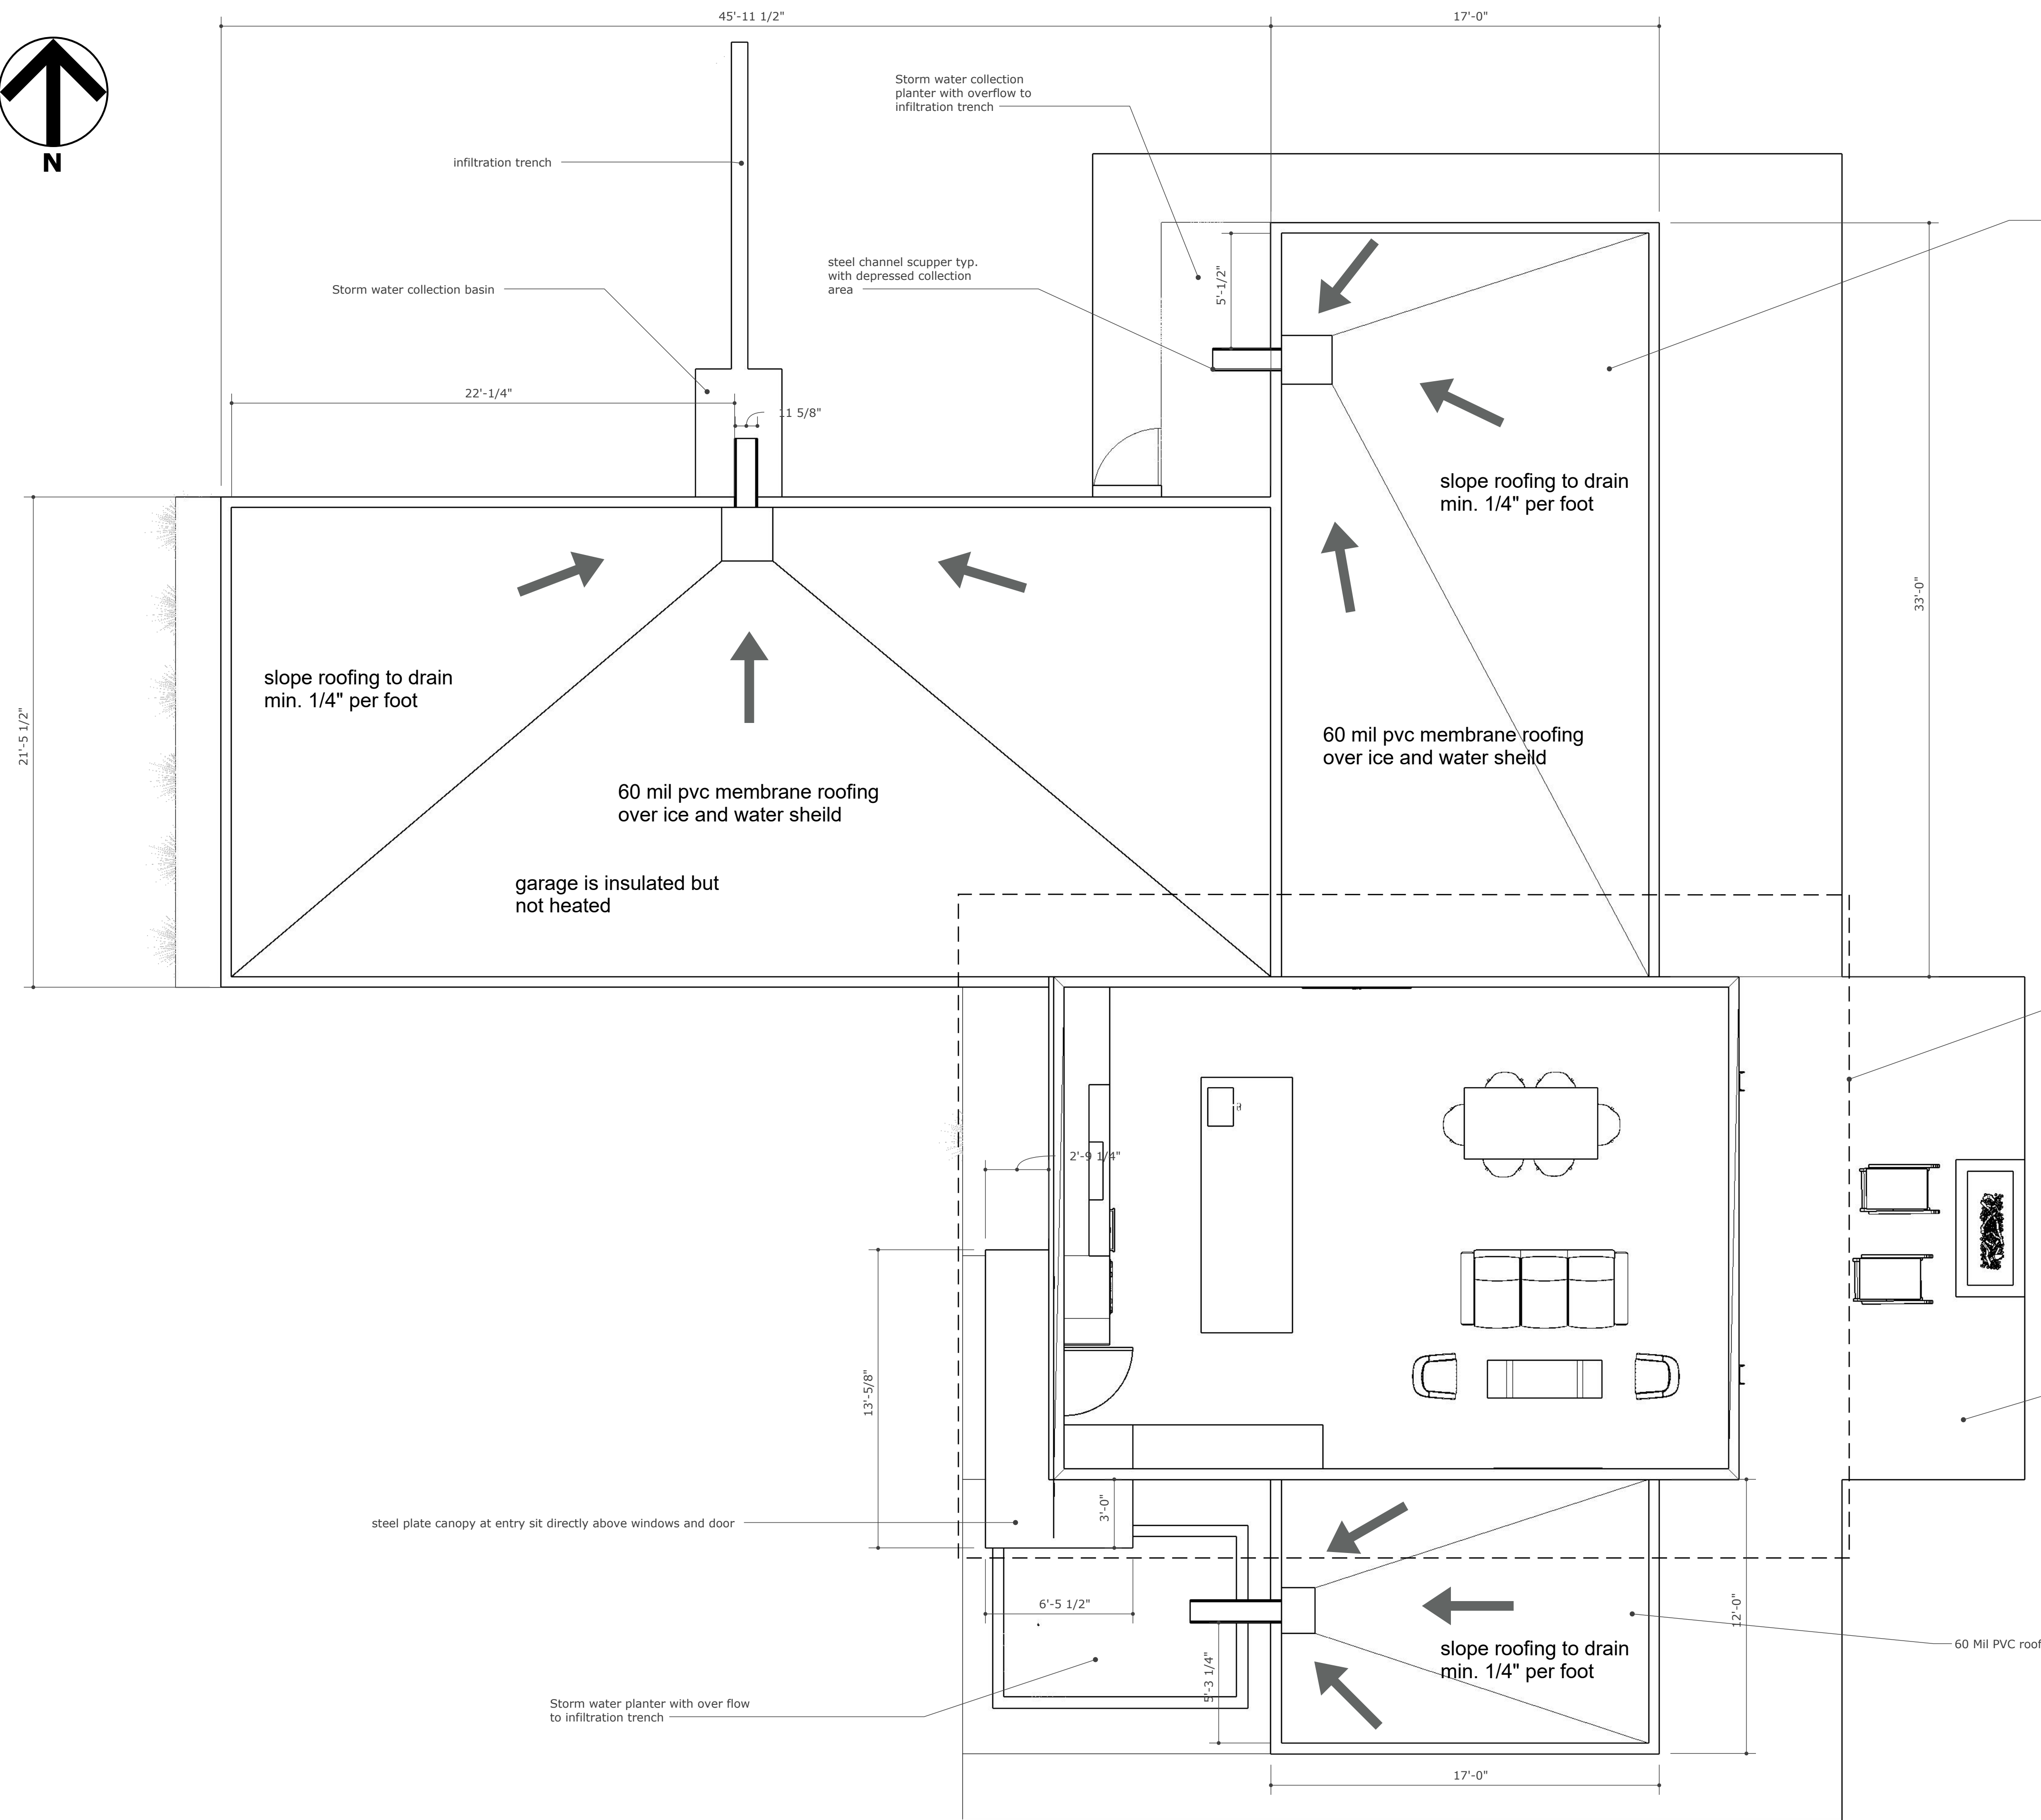 45'-11 1/2"
17'-0"
N
Storm water collection
planter with overflow to
infiltration trench
infiltration trench
steel channel scupper typ.
with depressed collection
area
5'-1/2"
Storm water collection basin
22'-1/4"
11 5/8"
slope roofing to drain
min. 1/4" per foot
33'-0"
slope roofing to drain
min. 1/4" per foot
21'-5 1/2"
60 mil pvc membrane roofing
over ice and water sheild
60 mil pvc membrane roofing
over ice and water sheild
garage is insulated but
not heated
2'-9 1/4"
13'-5/8"
3'-0"
steel plate canopy at entry sit directly above windows and door
6'-5 1/2"
12'-0"
slope roofing to drain
min. 1/4" per foot
60 Mil PVC roof
5'-3 1/4"
Storm water planter with over flow
to infiltration trench
17'-0"